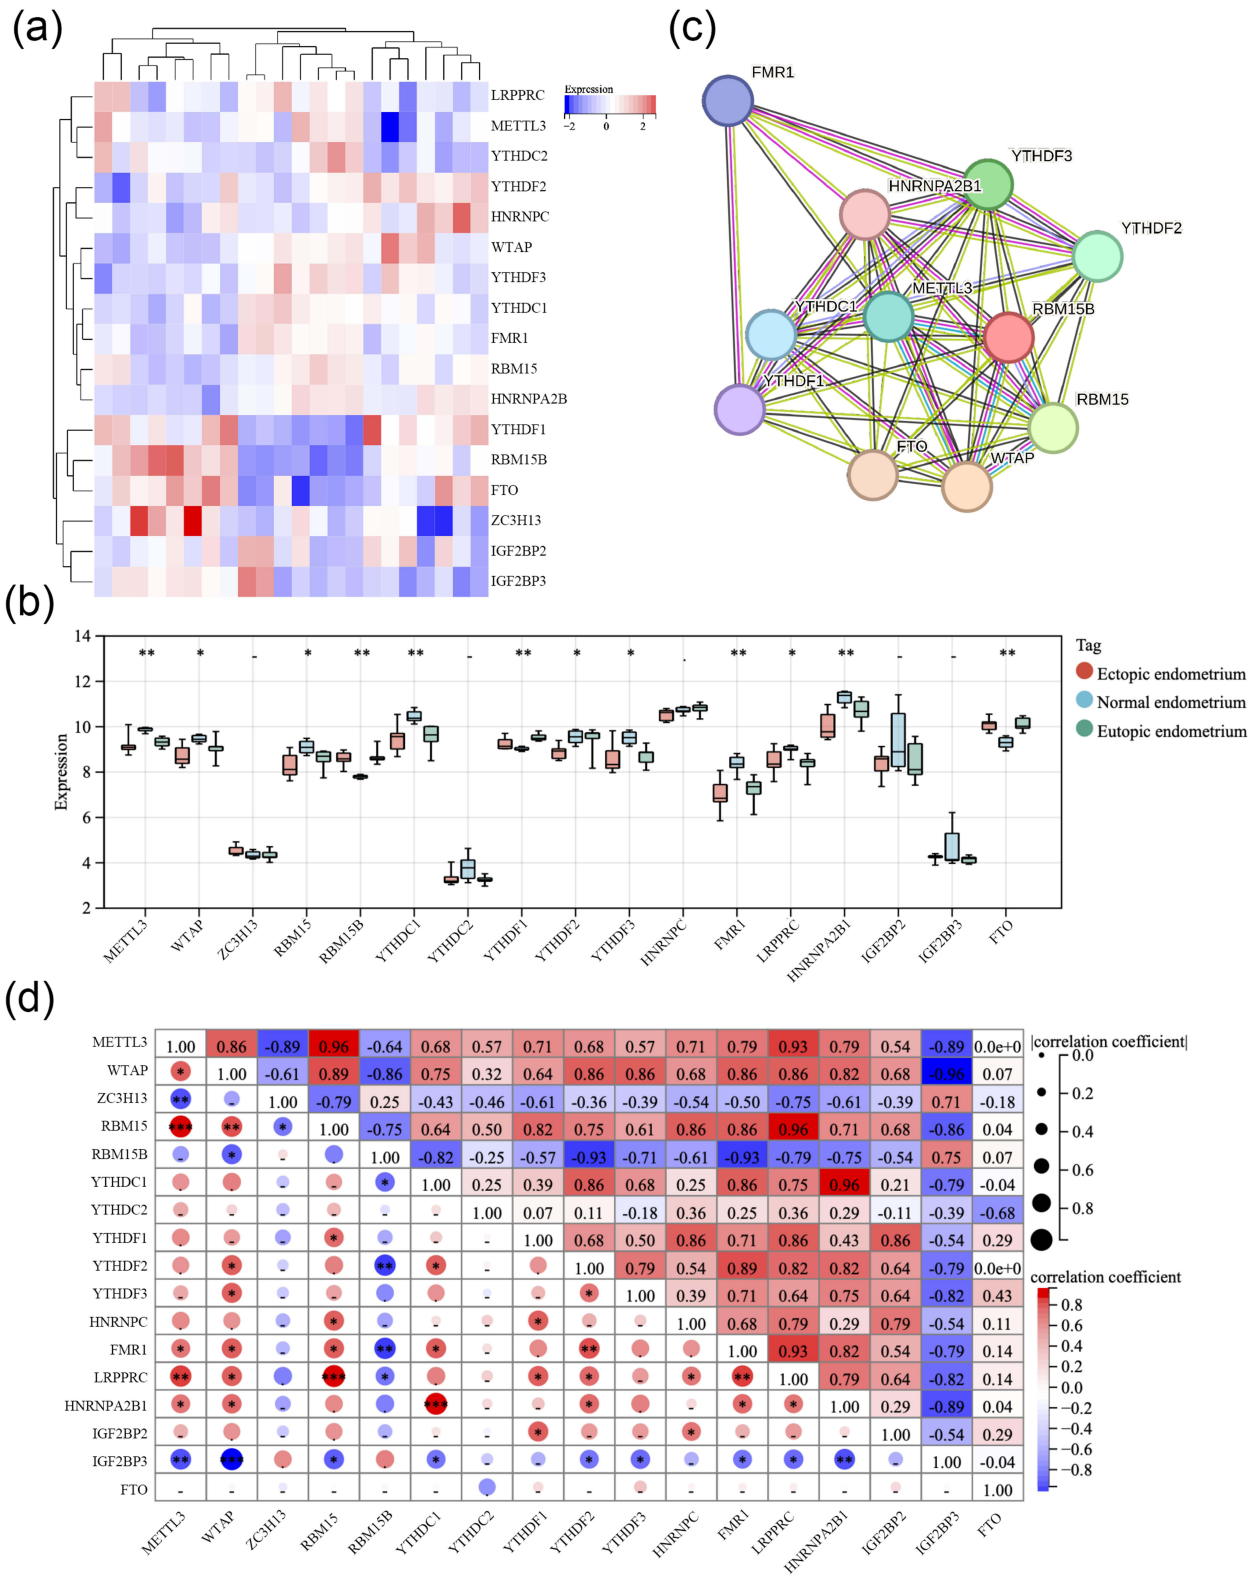 (a)
Expression
−2 0 2
LRPPRC
METTL3
YTHDC2
YTHDF2
HNRNPC
WTAP
YTHDF3
YTHDC1
FMR1
RBM15
HNRNPA2B
YTHDF1
RBM15B
FTO
ZC3H13
IGF2BP2
IGF2BP3
(c)
FMR1
YTHDF3
HNRNPA2B1
YTHDF2
METTL3
YTHDC1
RBM15B
YTHDF1
RBM15
FTO
WTAP
(b)
Expression
14
12
10
8
6
4
2
** * - * ** ** - ** * * . ** * ** - - **
METTL3 WTAP ZC3H13 RBM15 RBM15B YTHDC1 YTHDC2 YTHDF1 YTHDF2 YTHDF3 HNRNPC FMR1 LRPPRC HNRNPA2B1 IGF2BP2 IGF2BP3 FTO
Tag
Ectopic endometrium
Normal endometrium
Eutopic endometrium
(d)
METTL3 1.00 0.86 -0.89 0.96 -0.64 0.68 0.57 0.71 0.68 0.57 0.71 0.79 0.93 0.79 0.54 -0.89 0.0e+0
WTAP * 1.00 -0.61 0.89 -0.86 0.75 0.32 0.64 0.86 0.86 0.68 0.86 0.86 0.82 0.68 -0.96 0.07
ZC3H13 ** - 1.00 -0.79 0.25 -0.43 -0.46 -0.61 -0.36 -0.39 -0.54 -0.50 -0.75 -0.61 -0.39 0.71 -0.18
RBM15 *** ** * 1.00 -0.75 0.64 0.50 0.82 0.75 0.61 0.86 0.86 0.96 0.71 0.68 -0.86 0.04
RBM15B - * - . 1.00 -0.82 -0.25 -0.57 -0.93 -0.71 -0.61 -0.93 -0.79 -0.75 -0.54 0.75 0.07
YTHDC1 . . - - * 1.00 0.25 0.39 0.86 0.68 0.25 0.86 0.75 0.96 0.21 -0.79 -0.04
YTHDC2 - - - - - - 1.00 0.07 0.11 -0.18 0.36 0.25 0.36 0.29 -0.11 -0.39 -0.68
YTHDF1 . - - * - - - 1.00 0.68 0.50 0.86 0.71 0.86 0.43 0.86 -0.54 0.29
YTHDF2 . * - . ** * - . 1.00 0.79 0.54 0.89 0.82 0.82 0.64 -0.79 0.0e+0
YTHDF3 - * - - . . - - * 1.00 0.39 0.71 0.64 0.75 0.64 -0.82 0.43
HNRNPC . . - * - - - * - - 1.00 0.68 0.79 0.29 0.79 -0.54 0.11
FMR1 * * - * ** * - . ** . . 1.00 0.93 0.82 0.54 -0.79 0.14
LRPPRC ** * . *** * . - * * - * ** 1.00 0.79 0.64 -0.82 0.14
HNRNPA2B1 * * - . . *** - - * . - * * 1.00 0.29 -0.89 0.04
IGF2BP2 - . - . - - - * - - * - - - 1.00 -0.54 0.29
IGF2BP3 ** *** . * . * - - * * - * * ** - 1.00 -0.04
FTO - - - - - - . - - - - - - - - - 1.00
METTL3 WTAP ZC3H13 RBM15 RBM15B YTHDC1 YTHDC2 YTHDF1 YTHDF2 YTHDF3 HNRNPC FMR1 LRPPRC HNRNPA2B1 IGF2BP2 IGF2BP3 FTO
|correlation coefficient|
0.0
0.2
0.4
0.6
0.8
correlation coefficient
0.8
0.6
0.4
0.2
0.0
−0.2
−0.4
−0.6
−0.8